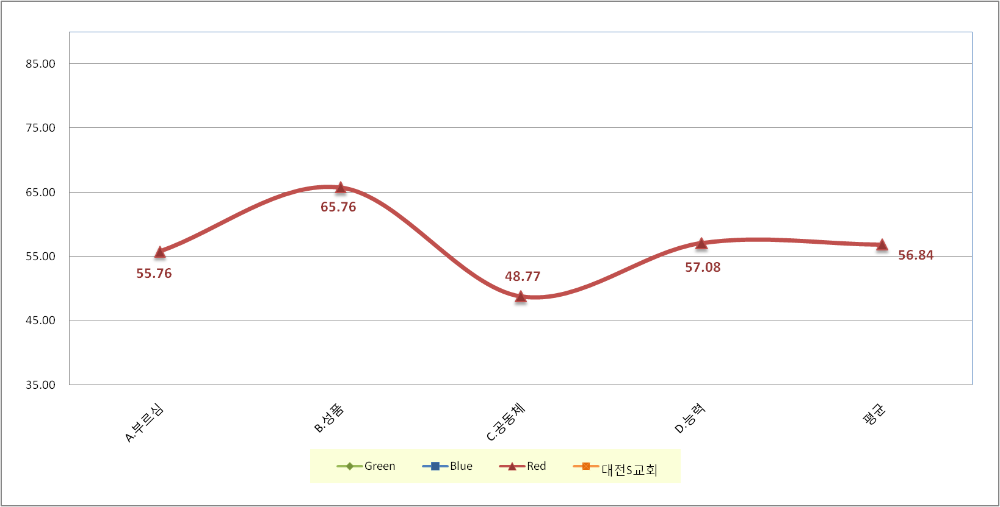 85.00
75.00
65.00
55.00
45.00
35.00
55.76
65.76
48.77
57.08
56.84
A.부르심
B.성품
C.공동체
D.능력
평균
Green
Blue
Red
대전S교회